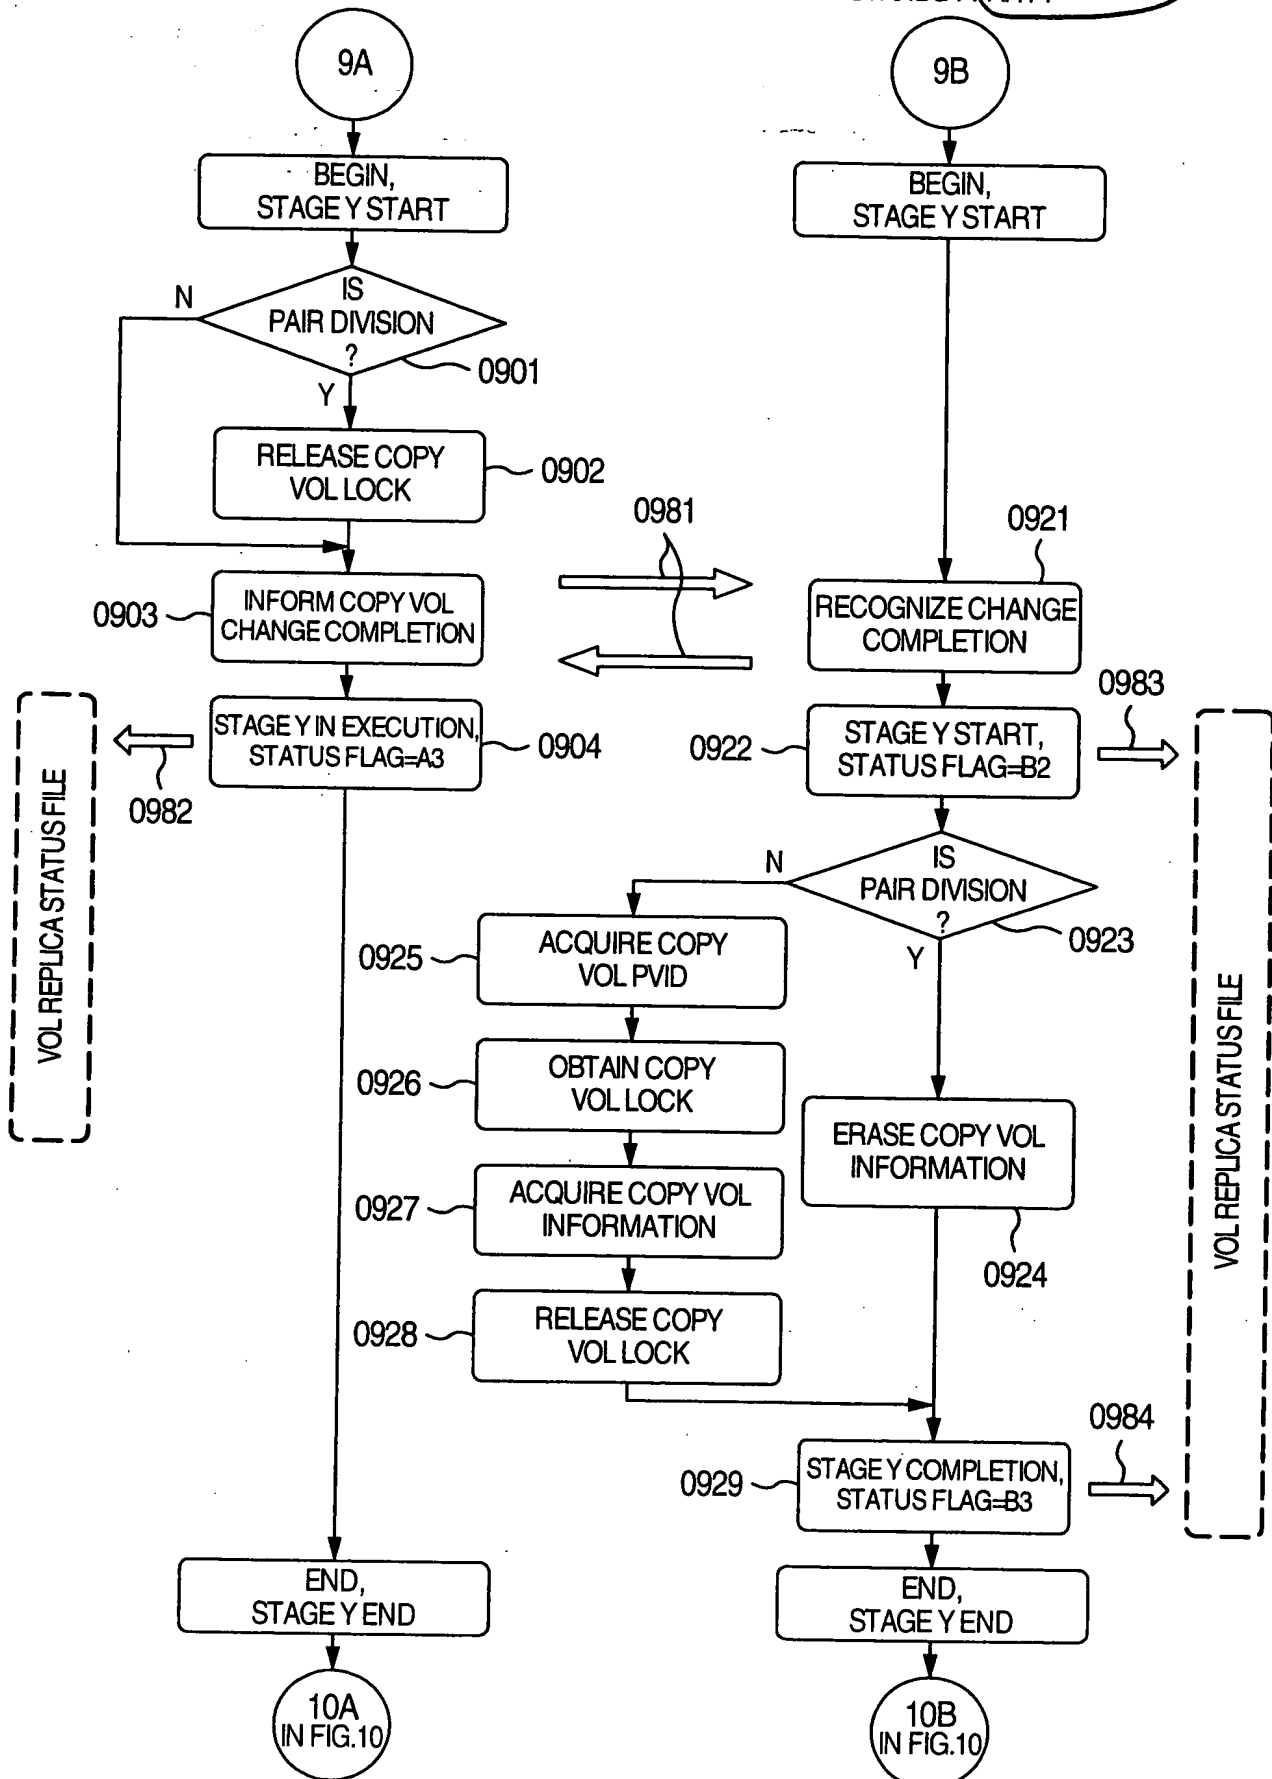 9A
BEGIN,
STAGE Y START
IS
PAIR DIVISION
?
N
Y
0901
RELEASE COPY
VOL LOCK
0902
0903
INFORM COPY VOL
CHANGE COMPLETION
STAGE Y IN EXECUTION,
STATUS FLAG=A3
0904
0982
VOL REPLICA STATUS FILE
END,
STAGE Y END
10A
IN FIG.10
0981
9B
BEGIN,
STAGE Y START
0921
RECOGNIZE CHANGE
COMPLETION
0922
STAGE Y START,
STATUS FLAG=B2
0983
IS
PAIR DIVISION
?
N
Y
0923
0925
ACQUIRE COPY
VOL PVID
0926
OBTAIN COPY
VOL LOCK
0927
ACQUIRE COPY VOL
INFORMATION
0928
RELEASE COPY
VOL LOCK
ERASE COPY VOL
INFORMATION
0924
0929
STAGE Y COMPLETION,
STATUS FLAG=B3
0984
VOL REPLICA STATUS FILE
END,
STAGE Y END
10B
IN FIG.10